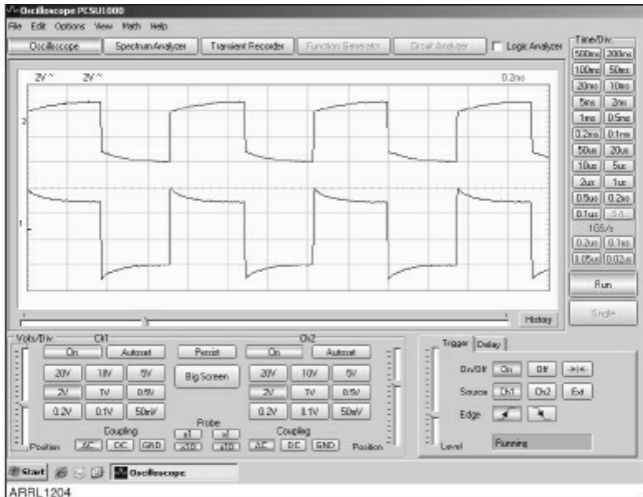 Oscilloscope PCSU1000
File Edit Options View Math Help
Oscilloscope Spectrum Analyzer Transient Recorder Function Generator Circuit Analyzer Logic Analyzer
Time/Div.
2V ~ 2V ~ 0.2ms
500ms 200ms
100ms 50ms
20ms 10ms
5ms 2ms
1ms 0.5ms
0.2ms 0.1ms
50us 20us
10us 5us
2us 1us
0.5us 0.2us
0.1us
1GS/s
0.2us 0.1us
0.05us 0.02us
2
1
Run
Single
History
Volts/Div. Ch1 Ch2
On Autoset Persist On Autoset
20V 10V 5V Big Screen 20V 10V 5V
2V 1V 0.5V 2V 1V 0.5V
0.2V 0.1V 50mV 0.2V 0.1V 50mV
Coupling Probe Coupling
Position AC DC GND x1 x10 x1 x10 AC DC GND Position
Trigger Delay
On/Off On Off
Source Ch1 Ch2 Ext
Edge
Level Running
Start Oscilloscope
ARRL1204